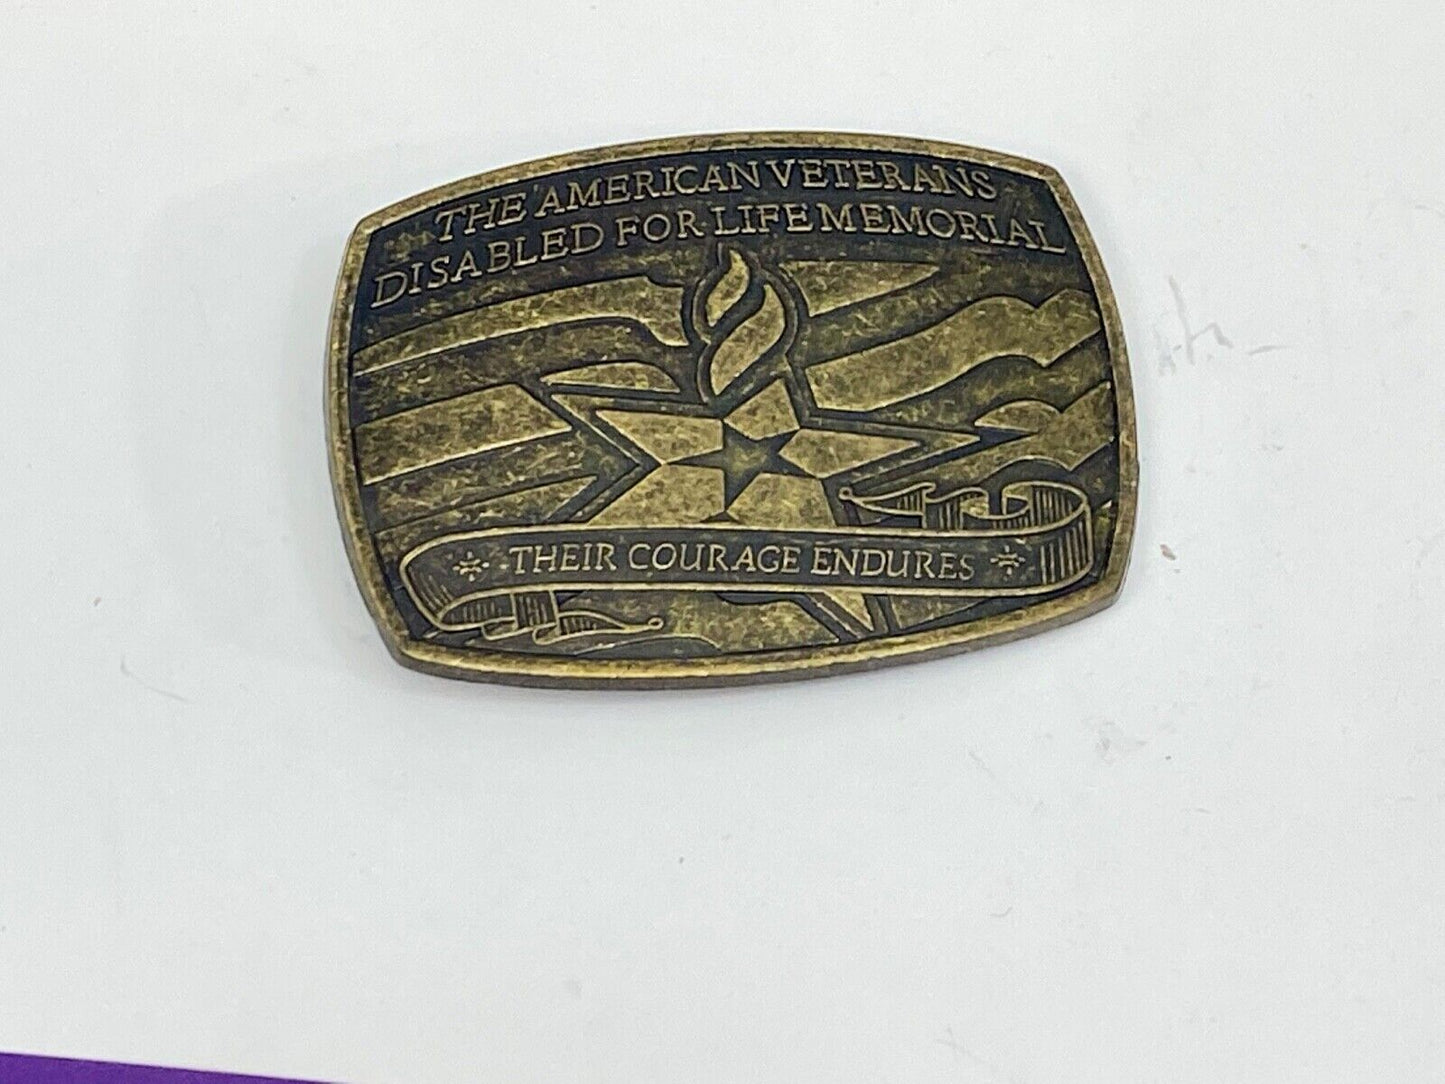 THE AMERICAN VETERANS
DISABLED FOR LIFE MEMORIAL
THEIR COURAGE ENDURES